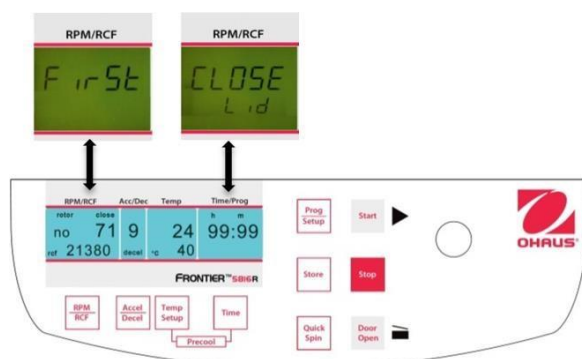 RPM/RCF
RPM/RCF
FirSt
CLOSE
Lid
RPM/RCF Acc/Dec Temp Time/Prog
rotor close h m
no 71 9 24 99:99
rcf 21380 decel °C 40
FRONTIER™ 5816R
RPM
RCF
Accel
Decel
Temp
Setup
Time
Precool
Prog
Setup
Start
Store
Stop
Quick
Spin
Door
Open
OHAUS